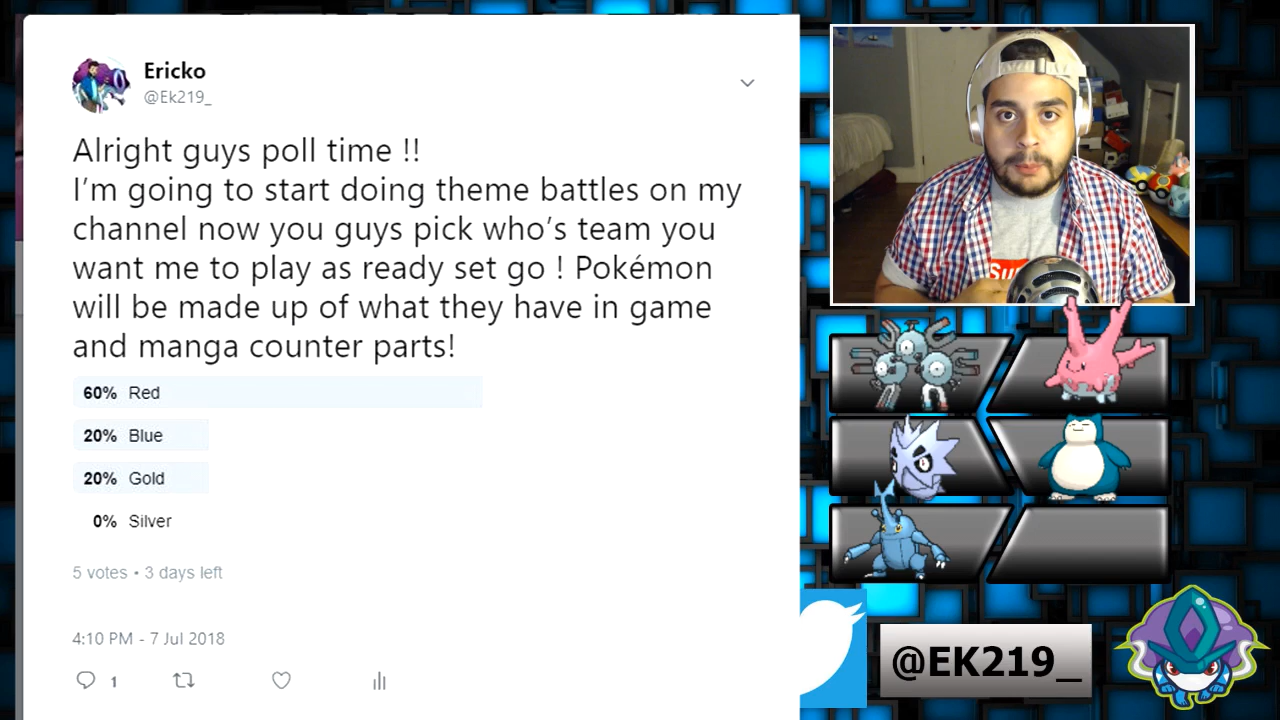 Ericko
@Ek219_
Alright guys poll time !!
I'm going to start doing theme battles on my
channel now you guys pick who's team you
want me to play as ready set go ! Pokémon
will be made up of what they have in game
and manga counter parts!
60% Red
20% Blue
20% Gold
0% Silver
5 votes • 3 days left
4:10 PM - 7 Jul 2018
1
@EK219_